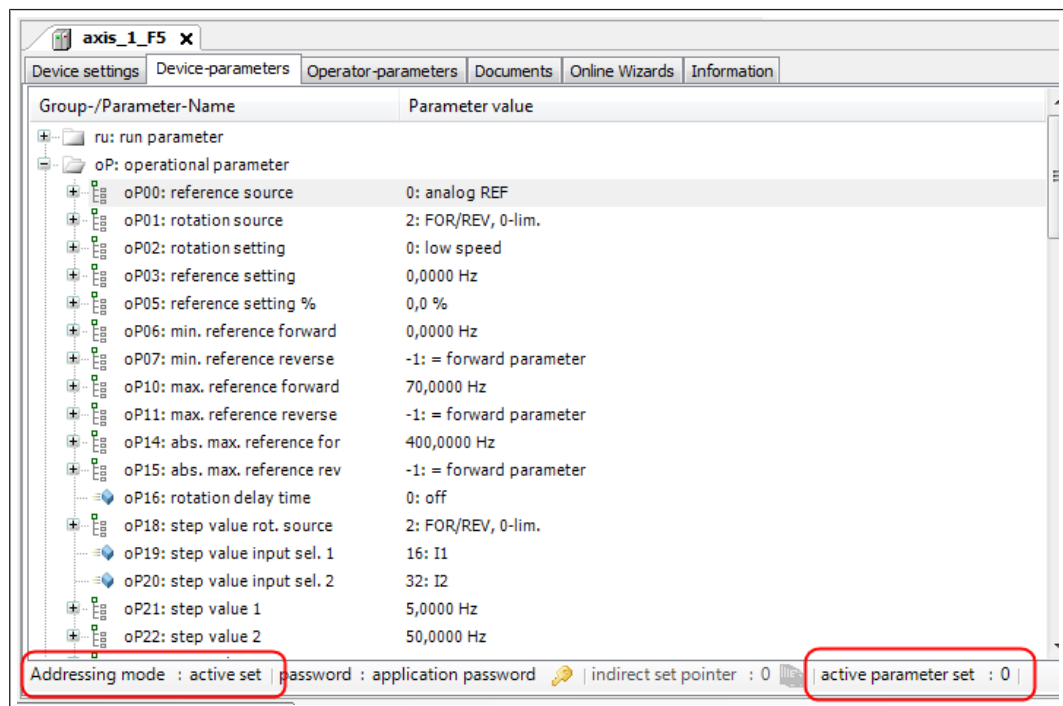 axis_1_F5 x
Device settings Device-parameters Operator-parameters Documents Online Wizards Information
Group-/Parameter-Name Parameter value
ru: run parameter
oP: operational parameter
oP00: reference source 0: analog REF
oP01: rotation source 2: FOR/REV, 0-lim.
oP02: rotation setting 0: low speed
oP03: reference setting 0,0000 Hz
oP05: reference setting % 0,0 %
oP06: min. reference forward 0,0000 Hz
oP07: min. reference reverse -1: = forward parameter
oP10: max. reference forward 70,0000 Hz
oP11: max. reference reverse -1: = forward parameter
oP14: abs. max. reference for 400,0000 Hz
oP15: abs. max. reference rev -1: = forward parameter
oP16: rotation delay time 0: off
oP18: step value rot. source 2: FOR/REV, 0-lim.
oP19: step value input sel. 1 16: I1
oP20: step value input sel. 2 32: I2
oP21: step value 1 5,0000 Hz
oP22: step value 2 50,0000 Hz
Addressing mode : active set | password : application password | indirect set pointer : 0 | active parameter set : 0 |